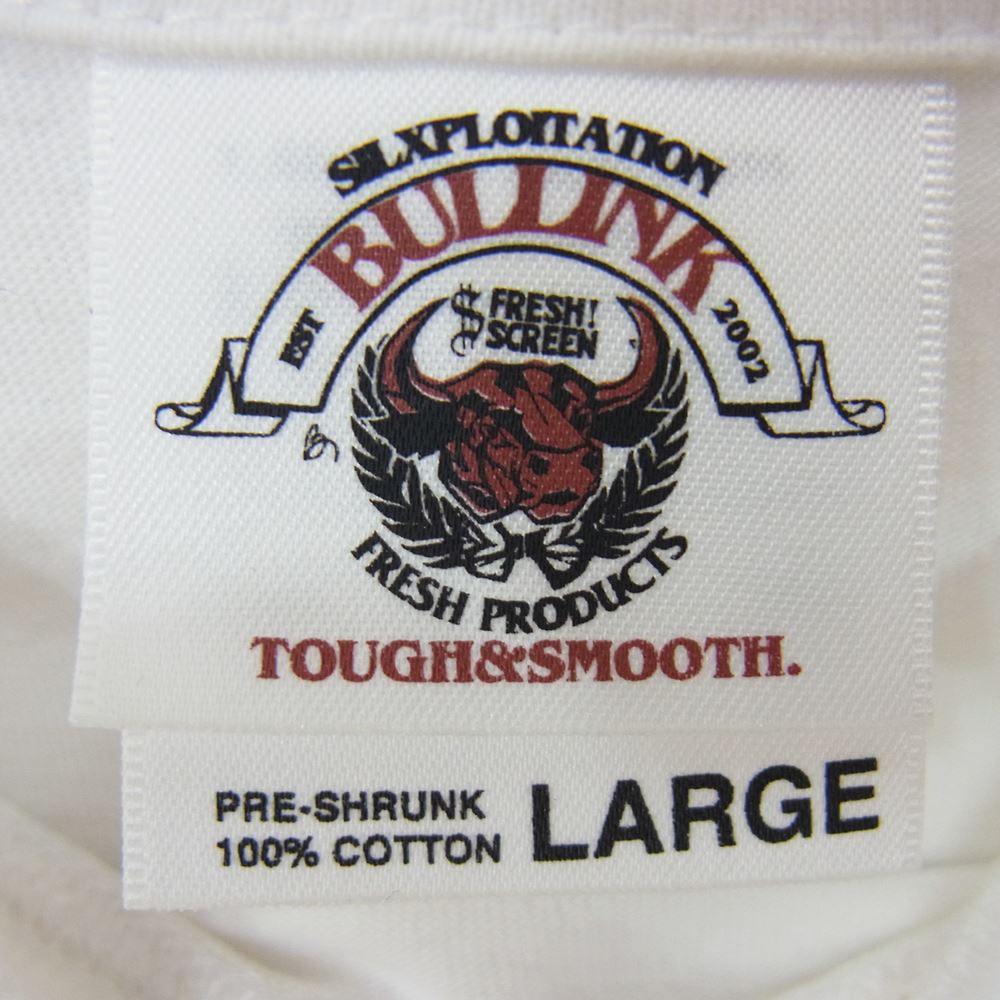 SILXPLOITATION
BULLINK
EST 2002
$ FRESH!
SCREEN
FRESH PRODUCTS
TOUGH&SMOOTH.
PRE-SHRUNK
100% COTTON
LARGE